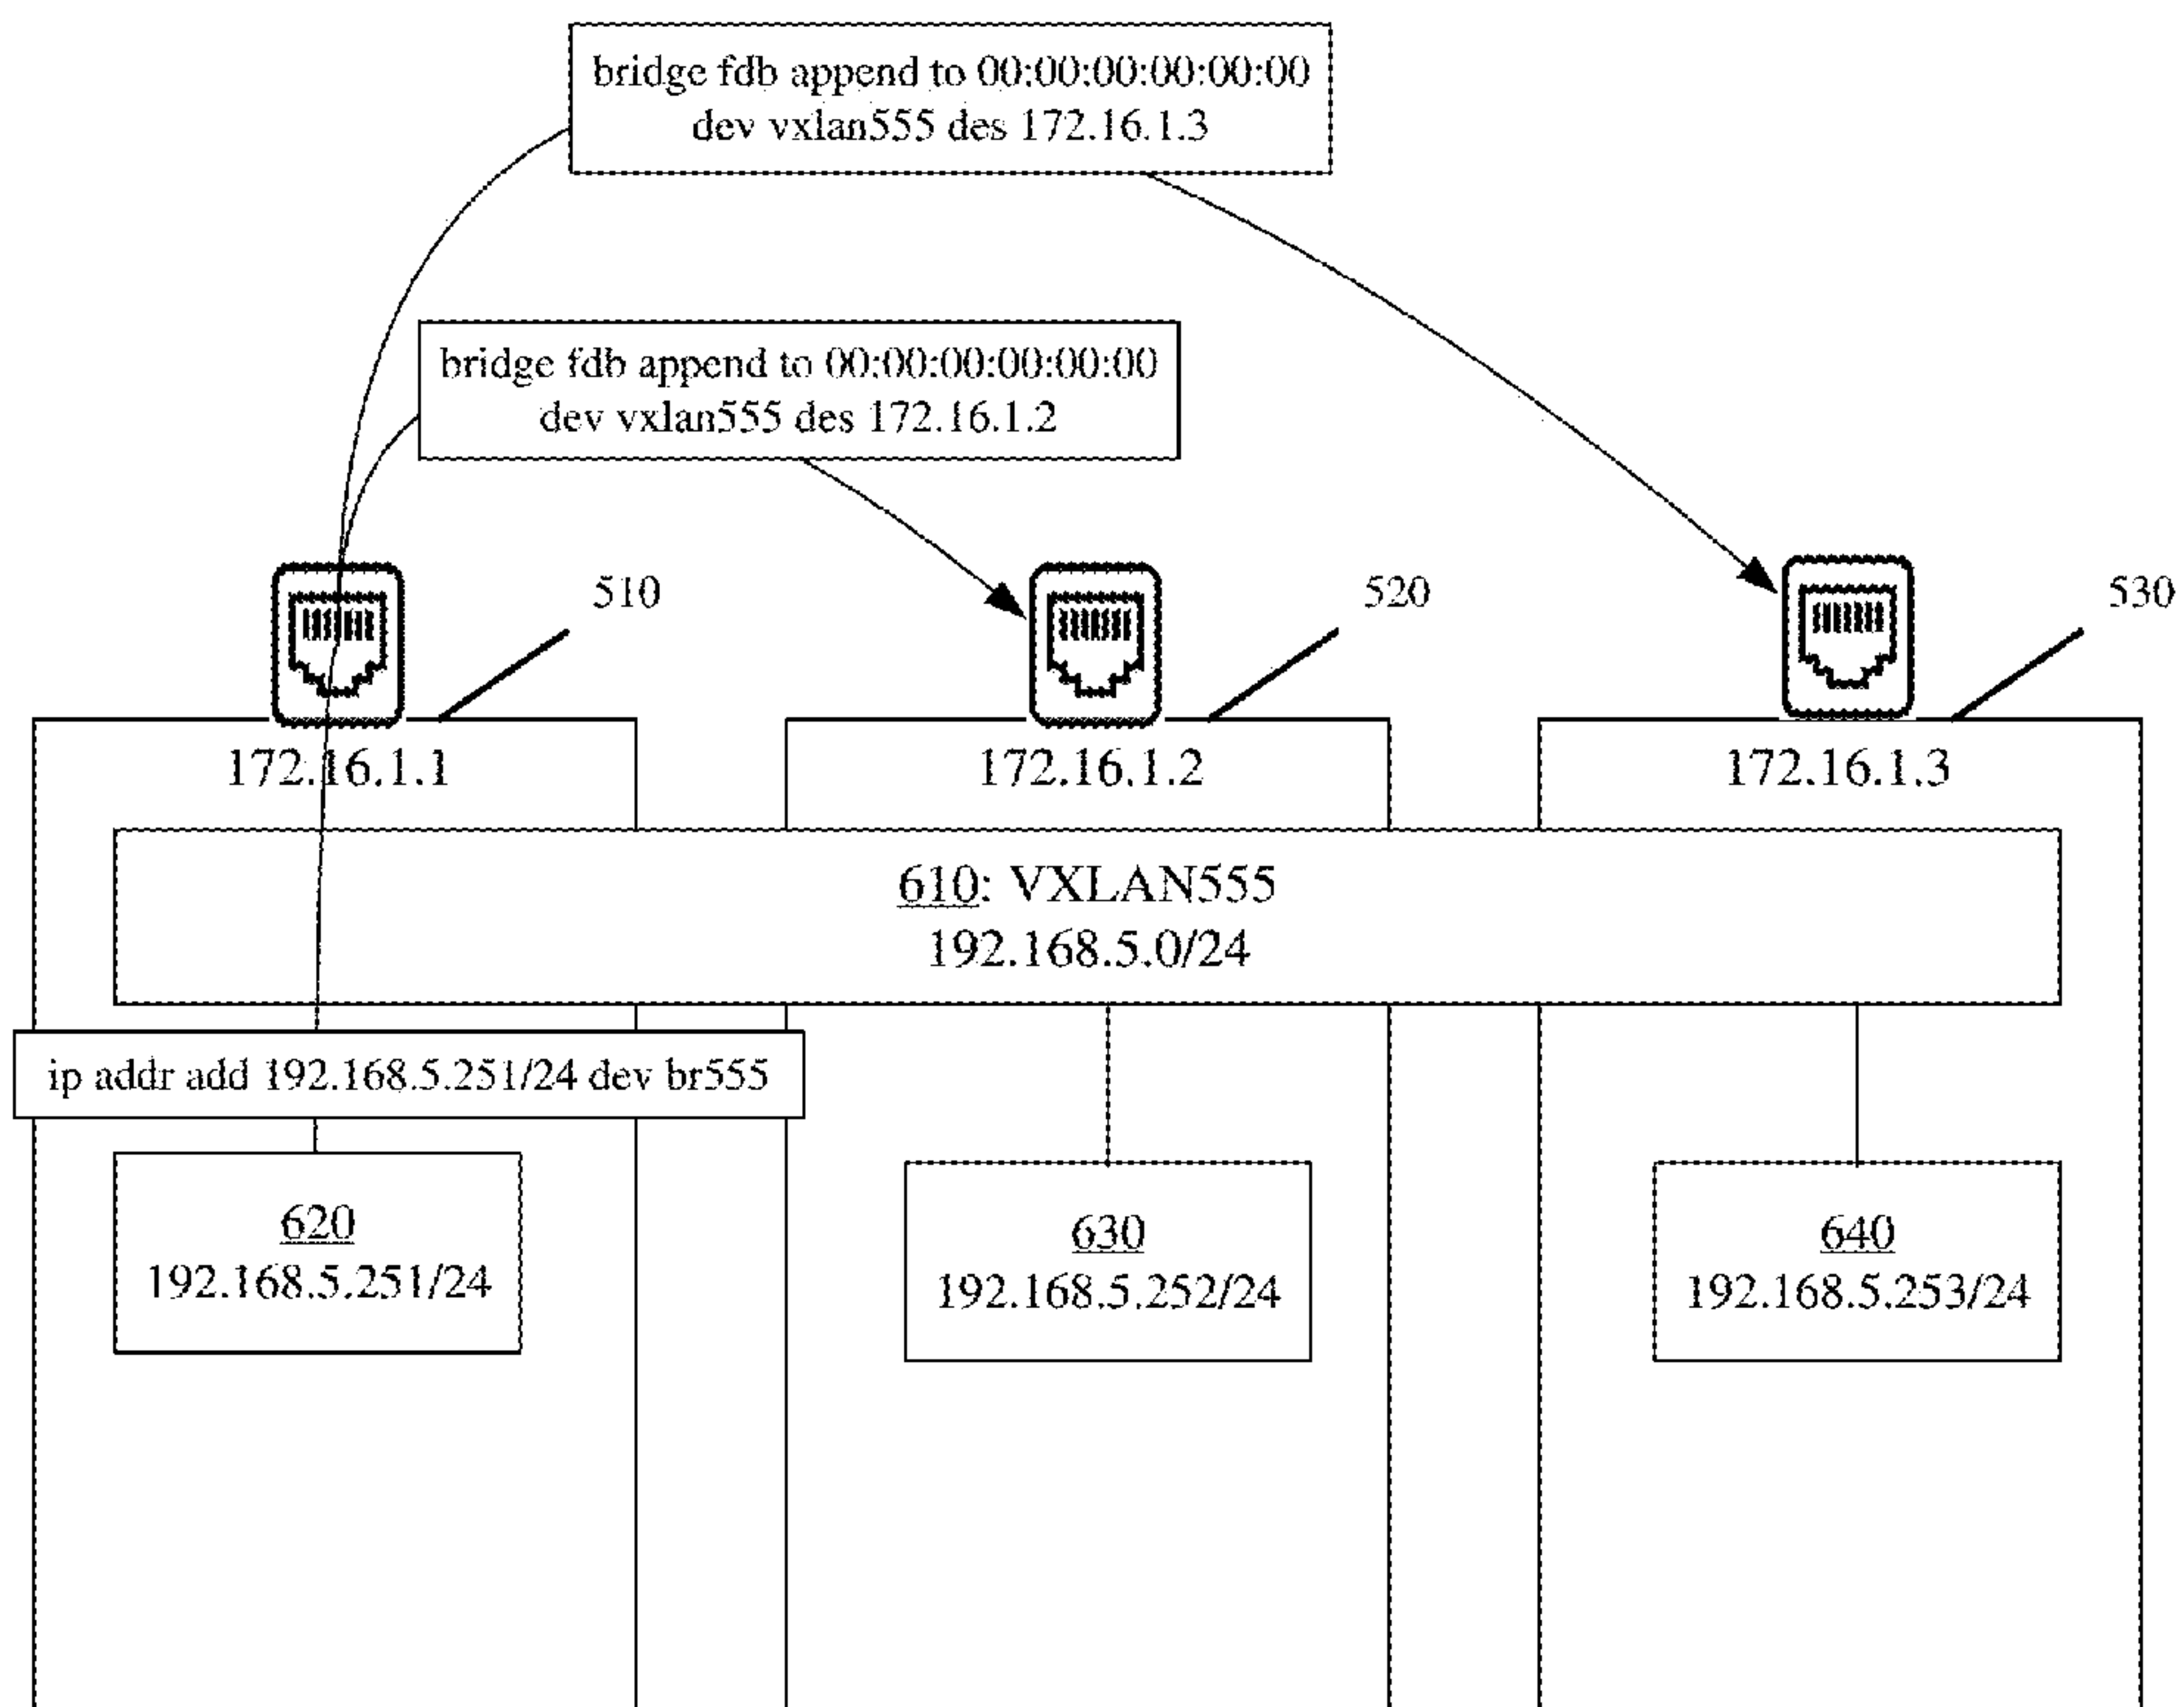 bridge fdb append to 00:00:00:00:00:00
dev vxlan555 des 172.16.1.3
bridge fdb append to 00:00:00:00:00:00
dev vxlan555 des 172.16.1.2
510
520
530
172.16.1.1
172.16.1.2
172.16.1.3
610: VXLAN555
192.168.5.0/24
ip addr add 192.168.5.251/24 dev br555
620
192.168.5.251/24
630
192.168.5.252/24
640
192.168.5.253/24